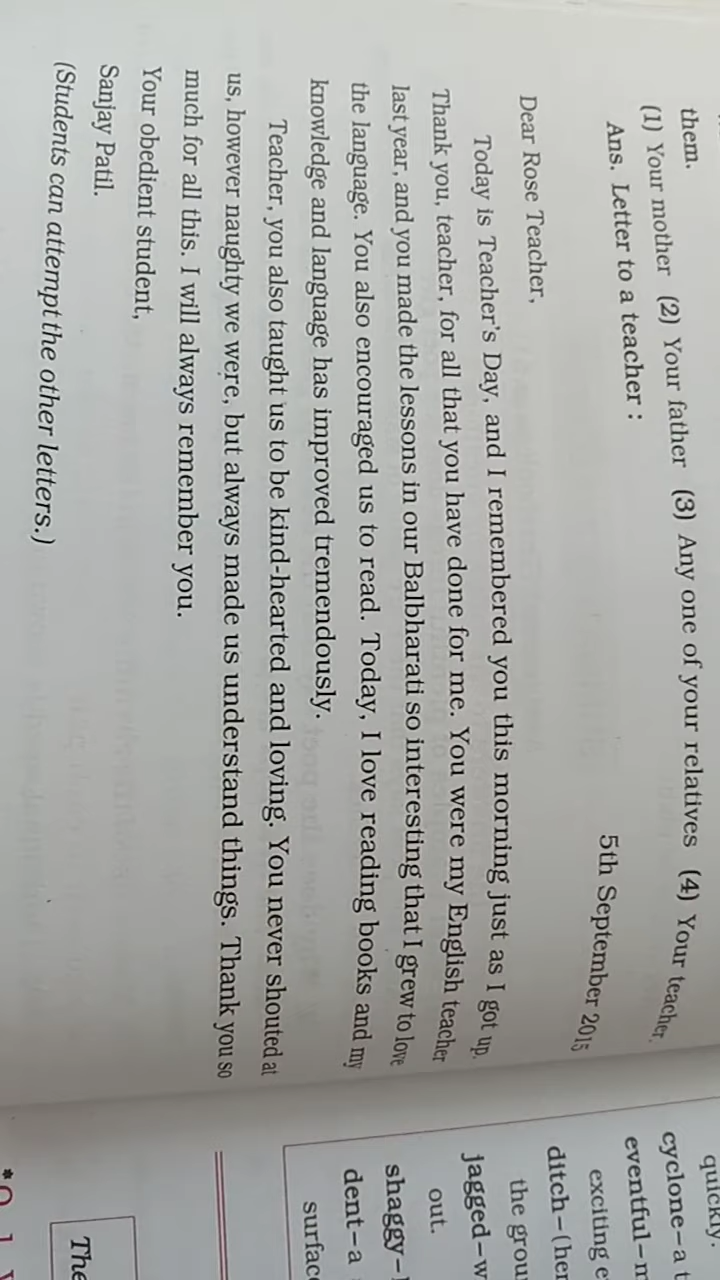 them.
(1) Your mother (2) Your father (3) Any one of your relatives (4) Your teacher.
Ans. Letter to a teacher :
5th September 2015
Dear Rose Teacher,
Today is Teacher's Day, and I remembered you this morning just as I got up.
Thank you, teacher, for all that you have done for me. You were my English teacher
last year, and you made the lessons in our Balbharati so interesting that I grew to love
the language. You also encouraged us to read. Today, I love reading books and my
knowledge and language has improved tremendously.
Teacher, you also taught us to be kind-hearted and loving. You never shouted at
us, however naughty we were, but always made us understand things. Thank you so
much for all this. I will always remember you.
Your obedient student,
Sanjay Patil.
(Students can attempt the other letters.)
quickly.
cyclone – a
eventful –
exciting
ditch –
the
jagged –
out.
shaggy –
dent – a
The